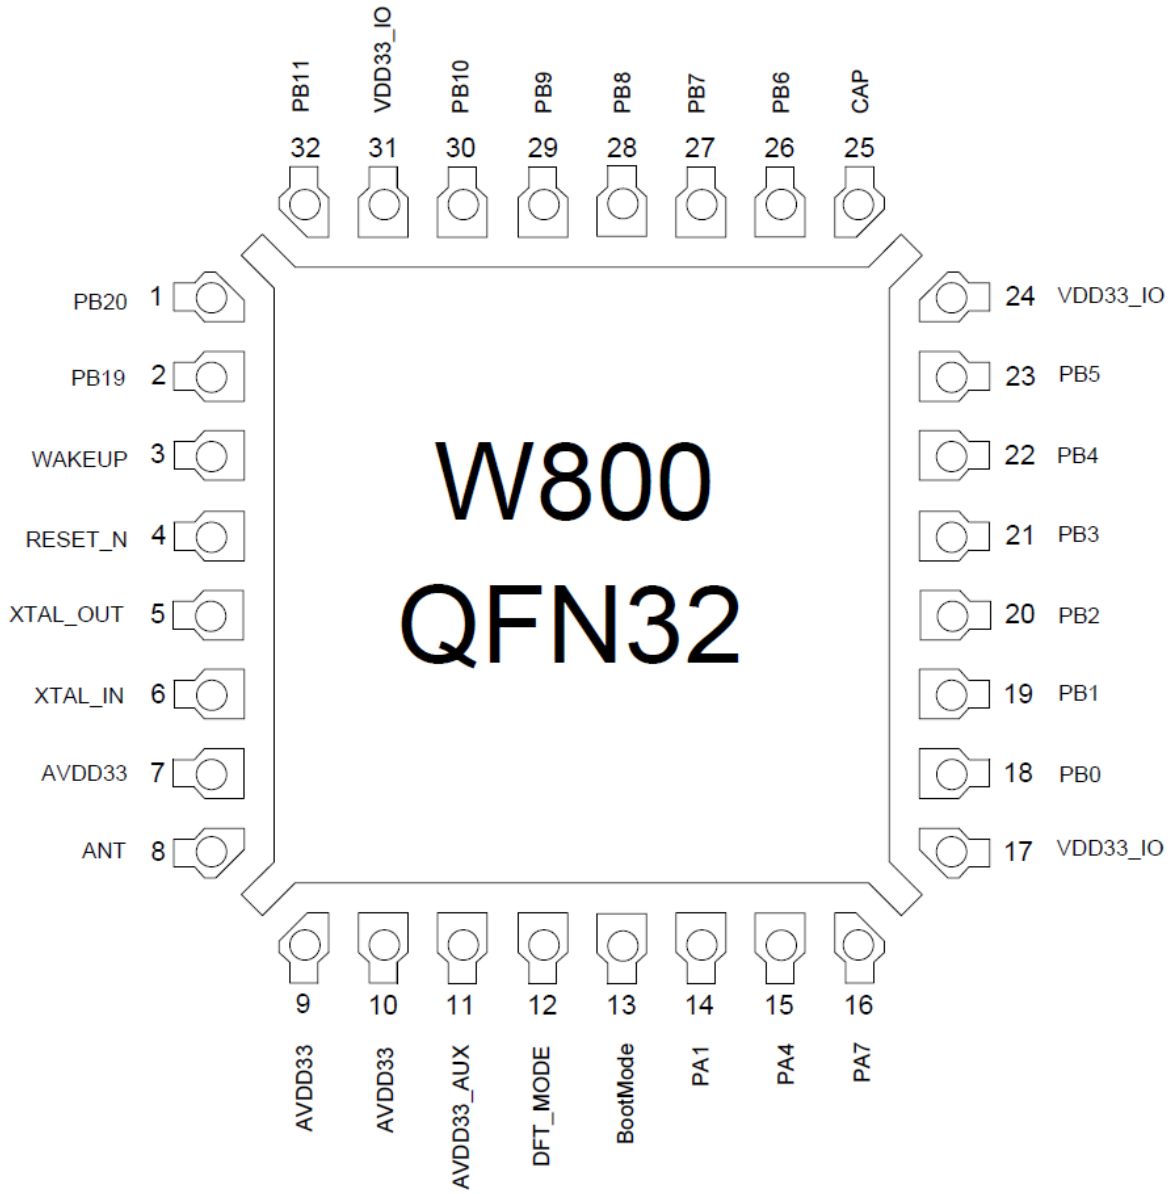 PB11 VDD33_IO PB10 PB9 PB8 PB7 PB6 CAP
32 31 30 29 28 27 26 25
PB20 1
PB19 2
WAKEUP 3
RESET_N 4
XTAL_OUT 5
XTAL_IN 6
AVDD33 7
ANT 8
W800
QFN32
24 VDD33_IO
23 PB5
22 PB4
21 PB3
20 PB2
19 PB1
18 PB0
17 VDD33_IO
9 10 11 12 13 14 15 16
AVDD33 AVDD33 AVDD33_AUX DFT_MODE BootMode PA1 PA4 PA7